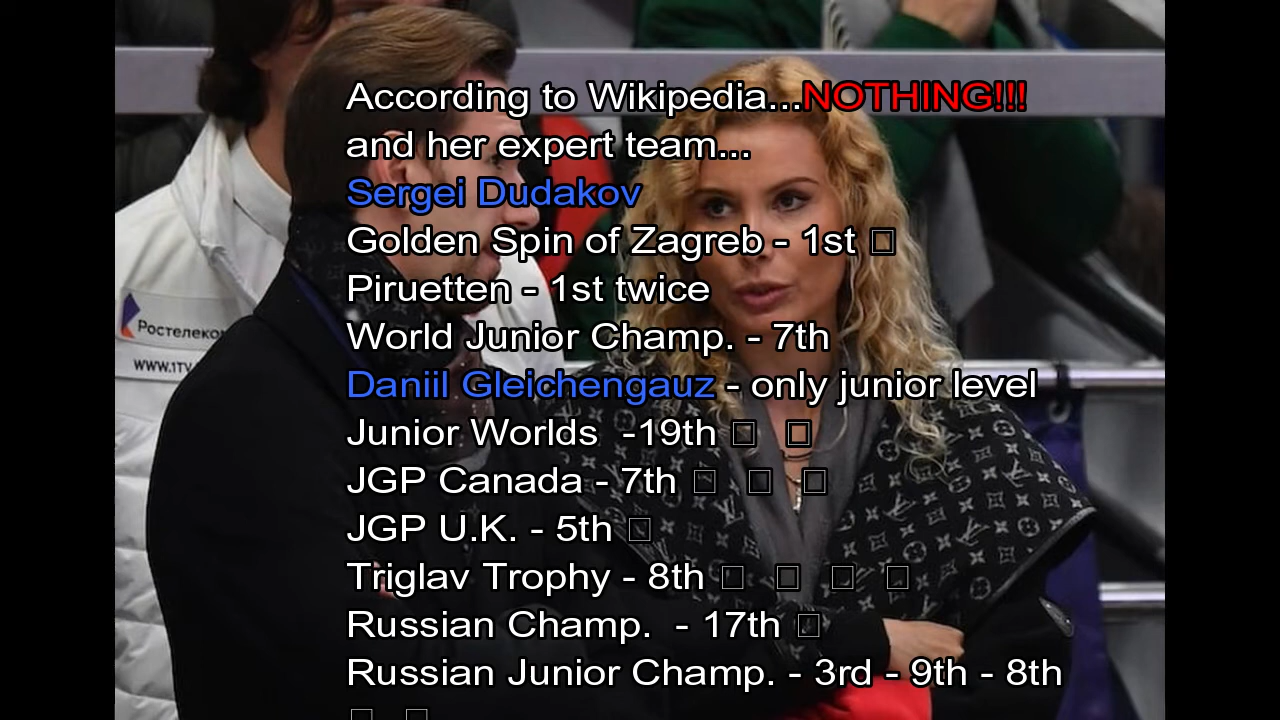 According to Wikipedia...NOTHING!!!
and her expert team...
Sergei Dudakov
Golden Spin of Zagreb - 1st
Piruetten - 1st twice
World Junior Champ. - 7th
Daniil Gleichengauz - only junior level
Junior Worlds  -19th
JGP Canada - 7th
JGP U.K. - 5th
Triglav Trophy - 8th
Russian Champ.  - 17th
Russian Junior Champ. - 3rd - 9th - 8th
Ростелеко
WWW.1TV